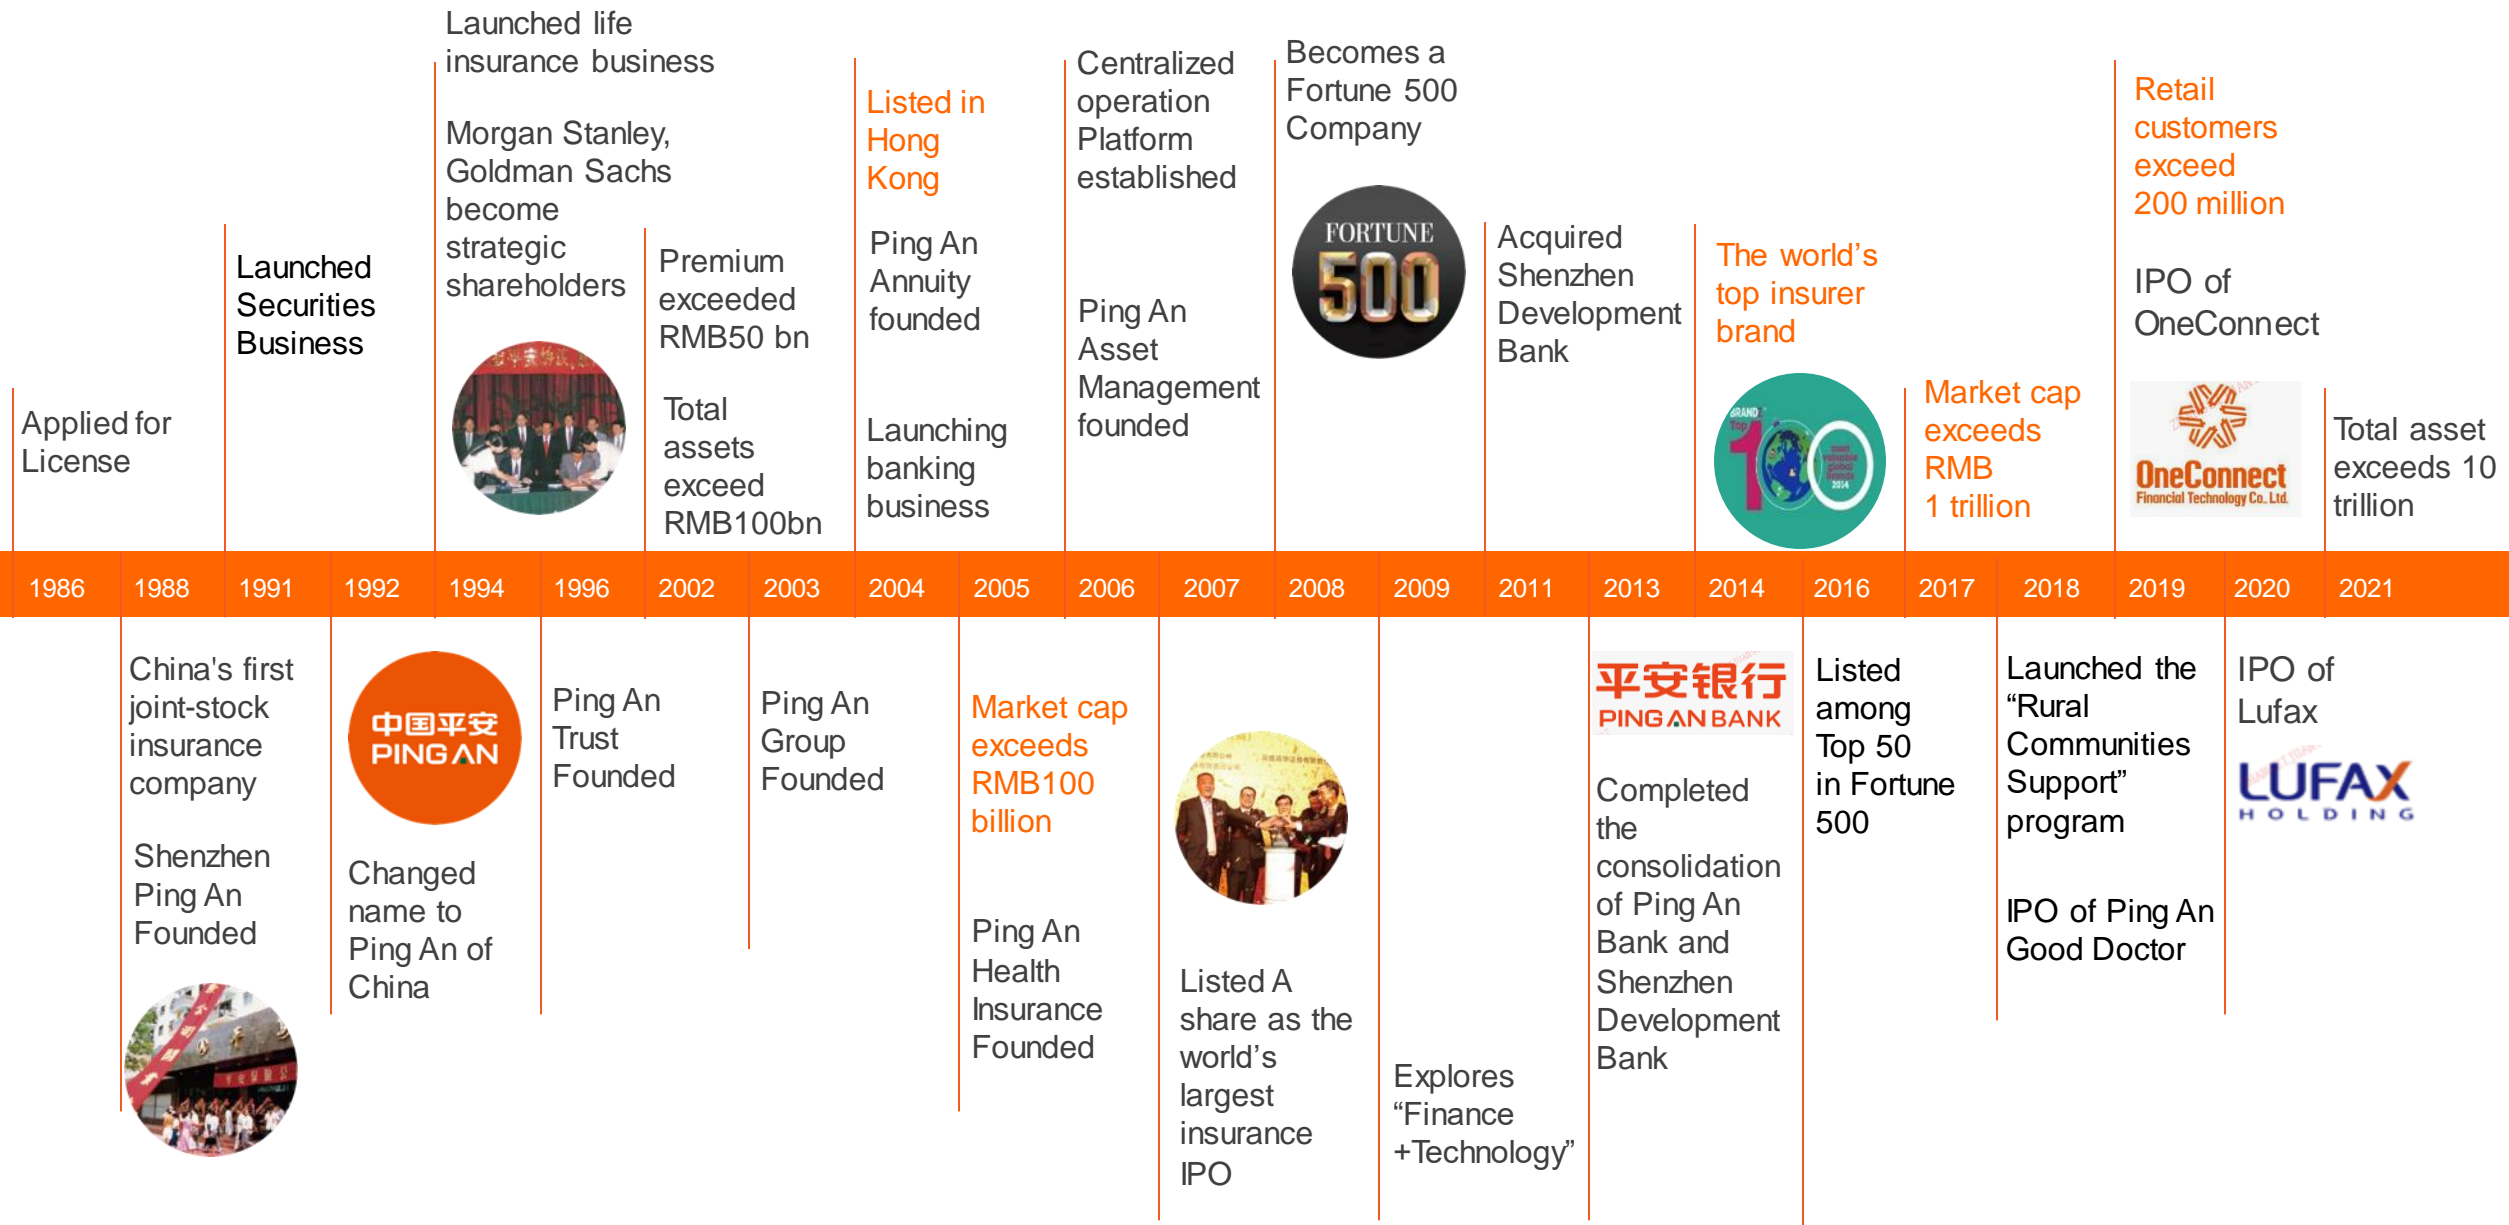 Launched life
insurance business
Morgan Stanley,
Goldman Sachs
become
strategic
shareholders
Listed in
Hong
Kong
Ping An
Annuity
founded
Launching
banking
business
Centralized
operation
Platform
established
Ping An
Asset
Management
founded
Becomes a
Fortune 500
Company
FORTUNE
500
Retail
customers
exceed
200 million
IPO of
OneConnect
OneConnect
Financial Technology Co., Ltd.
Launched
Securities
Business
Premium
exceeded
RMB50 bn
Total
assets
exceed
RMB100bn
Acquired
Shenzhen
Development
Bank
The world’s
top insurer
brand
BRANDZ
Top
100
most
valuable
global
brands
2014
Market cap
exceeds
RMB
1 trillion
Applied for
License
Total asset
exceeds 10
trillion
1986 1988 1991 1992 1994 1996 2002 2003 2004 2005 2006 2007 2008 2009 2011 2013 2014 2016 2017 2018 2019 2020 2021
China's first
joint-stock
insurance
company
Shenzhen
Ping An
Founded
中国平安
PING AN
Changed
name to
Ping An of
China
Ping An
Trust
Founded
Ping An
Group
Founded
Market cap
exceeds
RMB100
billion
Ping An
Health
Insurance
Founded
Listed A
share as the
world’s
largest
insurance
IPO
Explores
“Finance
+Technology”
平安银行
PING AN BANK
Completed
the
consolidation
of Ping An
Bank and
Shenzhen
Development
Bank
Listed
among
Top 50
in Fortune
500
Launched the
“Rural
Communities
Support”
program
IPO of Ping An
Good Doctor
IPO of
Lufax
LUFAX
HOLDING